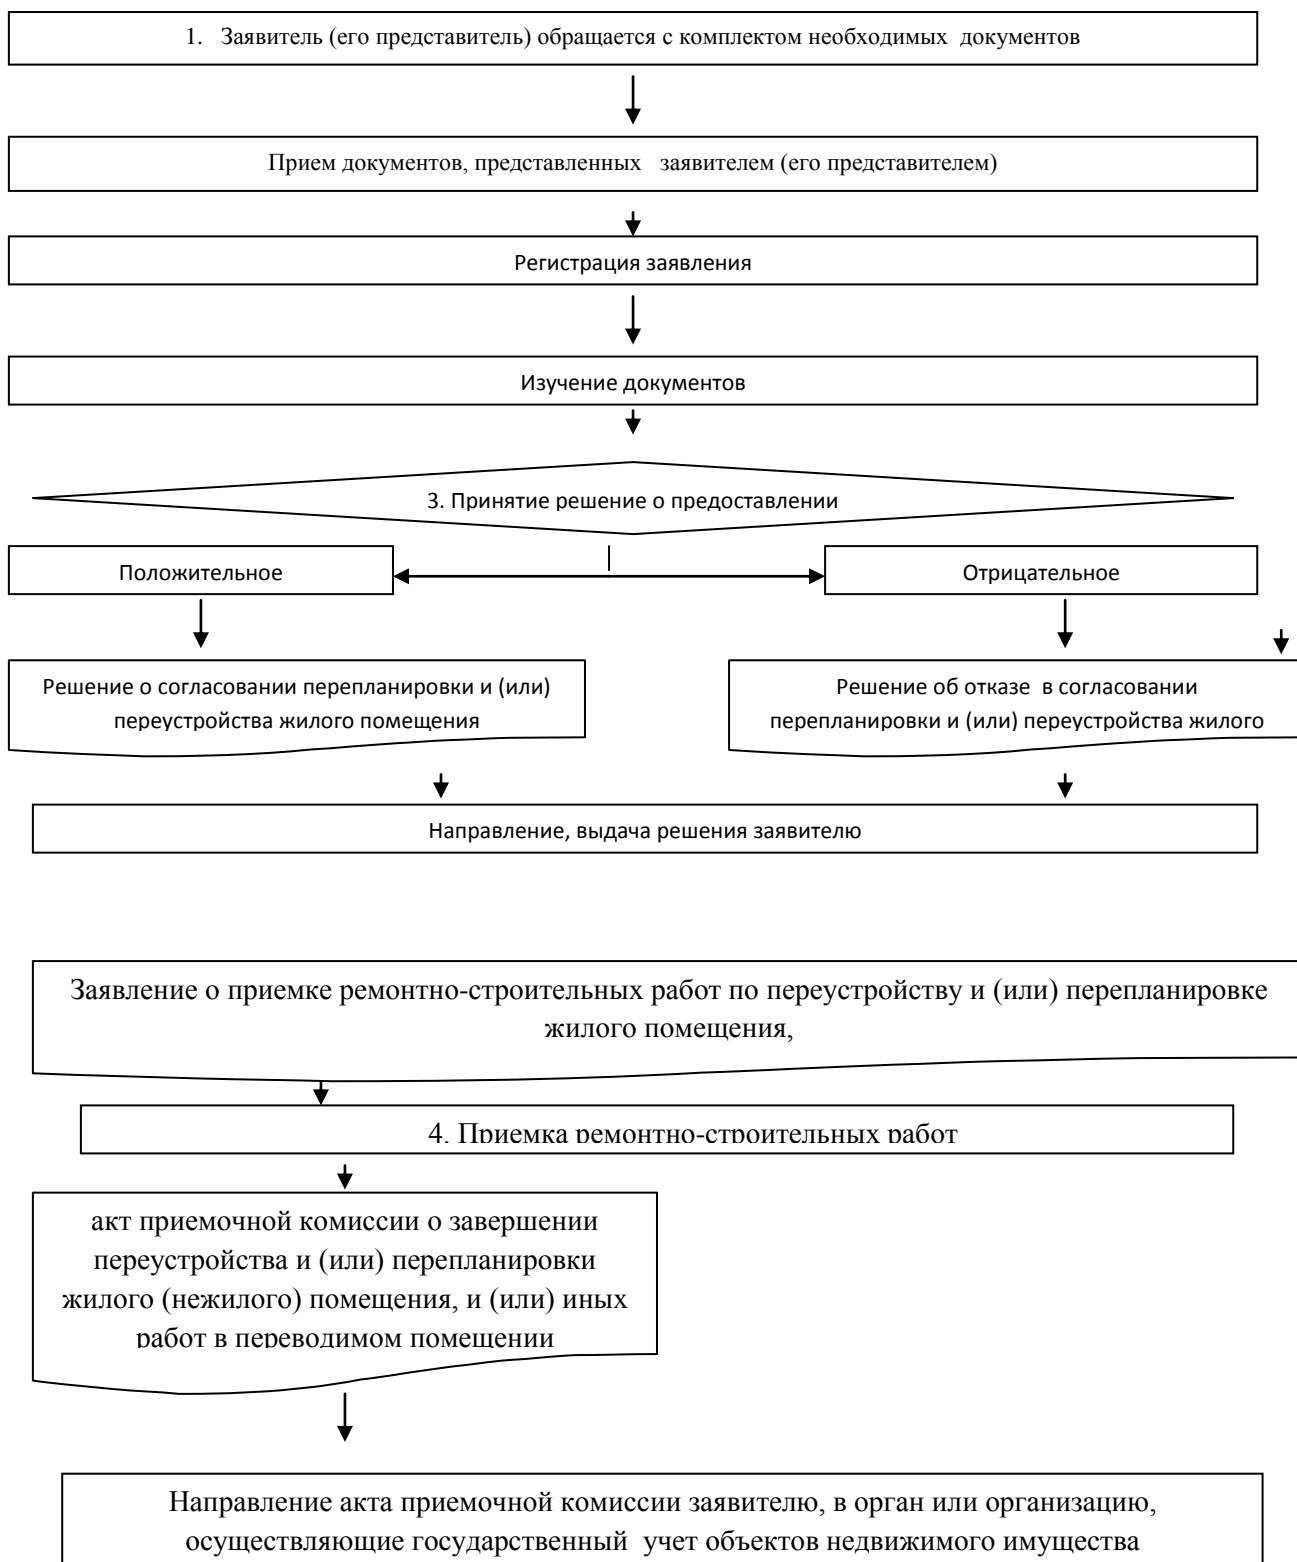 1. Заявитель (его представитель) обращается с комплектом необходимых документов
Прием документов, представленных заявителем (его представителем)
Регистрация заявления
Изучение документов
3. Принятие решение о предоставлении
Положительное
Отрицательное
Решение о согласовании перепланировки и (или)
переустройства жилого помещения
Решение об отказе в согласовании
перепланировки и (или) переустройства жилого
Направление, выдача решения заявителю
Заявление о приемке ремонтно-строительных работ по переустройству и (или) перепланировке
жилого помещения,
4. Приемка ремонтно-строительных работ
акт приемочной комиссии о завершении
переустройства и (или) перепланировки
жилого (нежилого) помещения, и (или) иных
работ в переводимом помещении
Направление акта приемочной комиссии заявителю, в орган или организацию,
осуществляющие государственный учет объектов недвижимого имущества